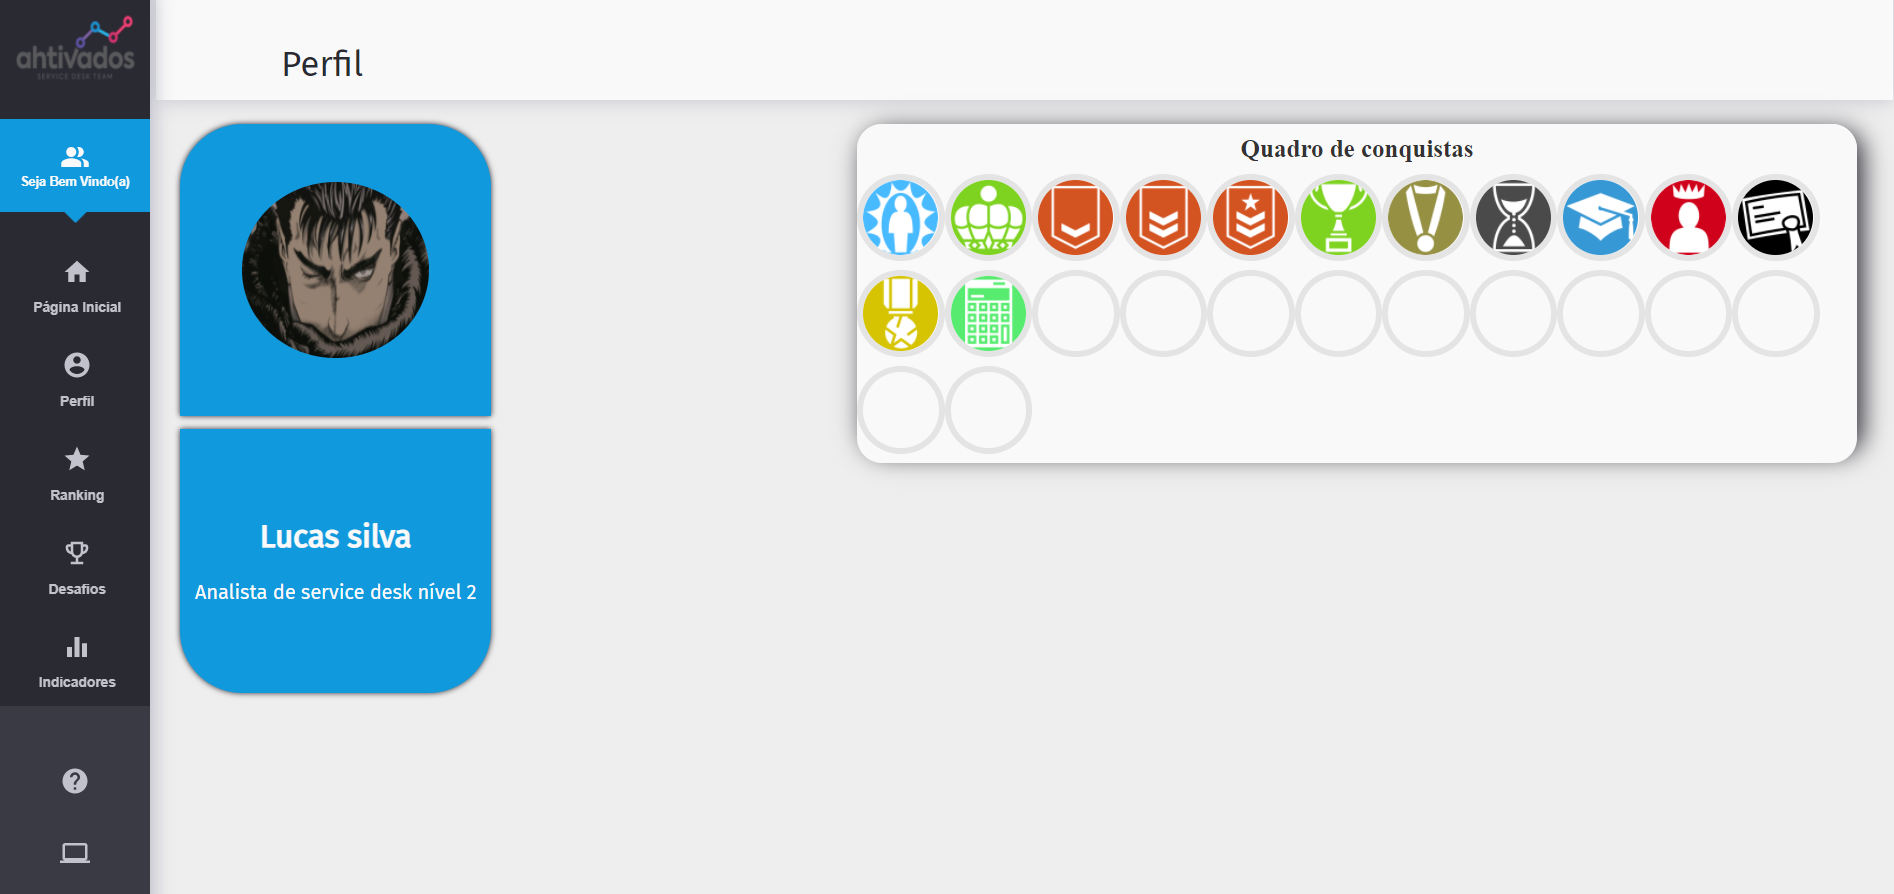 ahtivados
SERVICE DESK TEAM
Perfil
Seja Bem Vindo(a)
Página Inicial
Perfil
Ranking
Desafios
Indicadores
Lucas silva
Analista de service desk nível 2
Quadro de conquistas